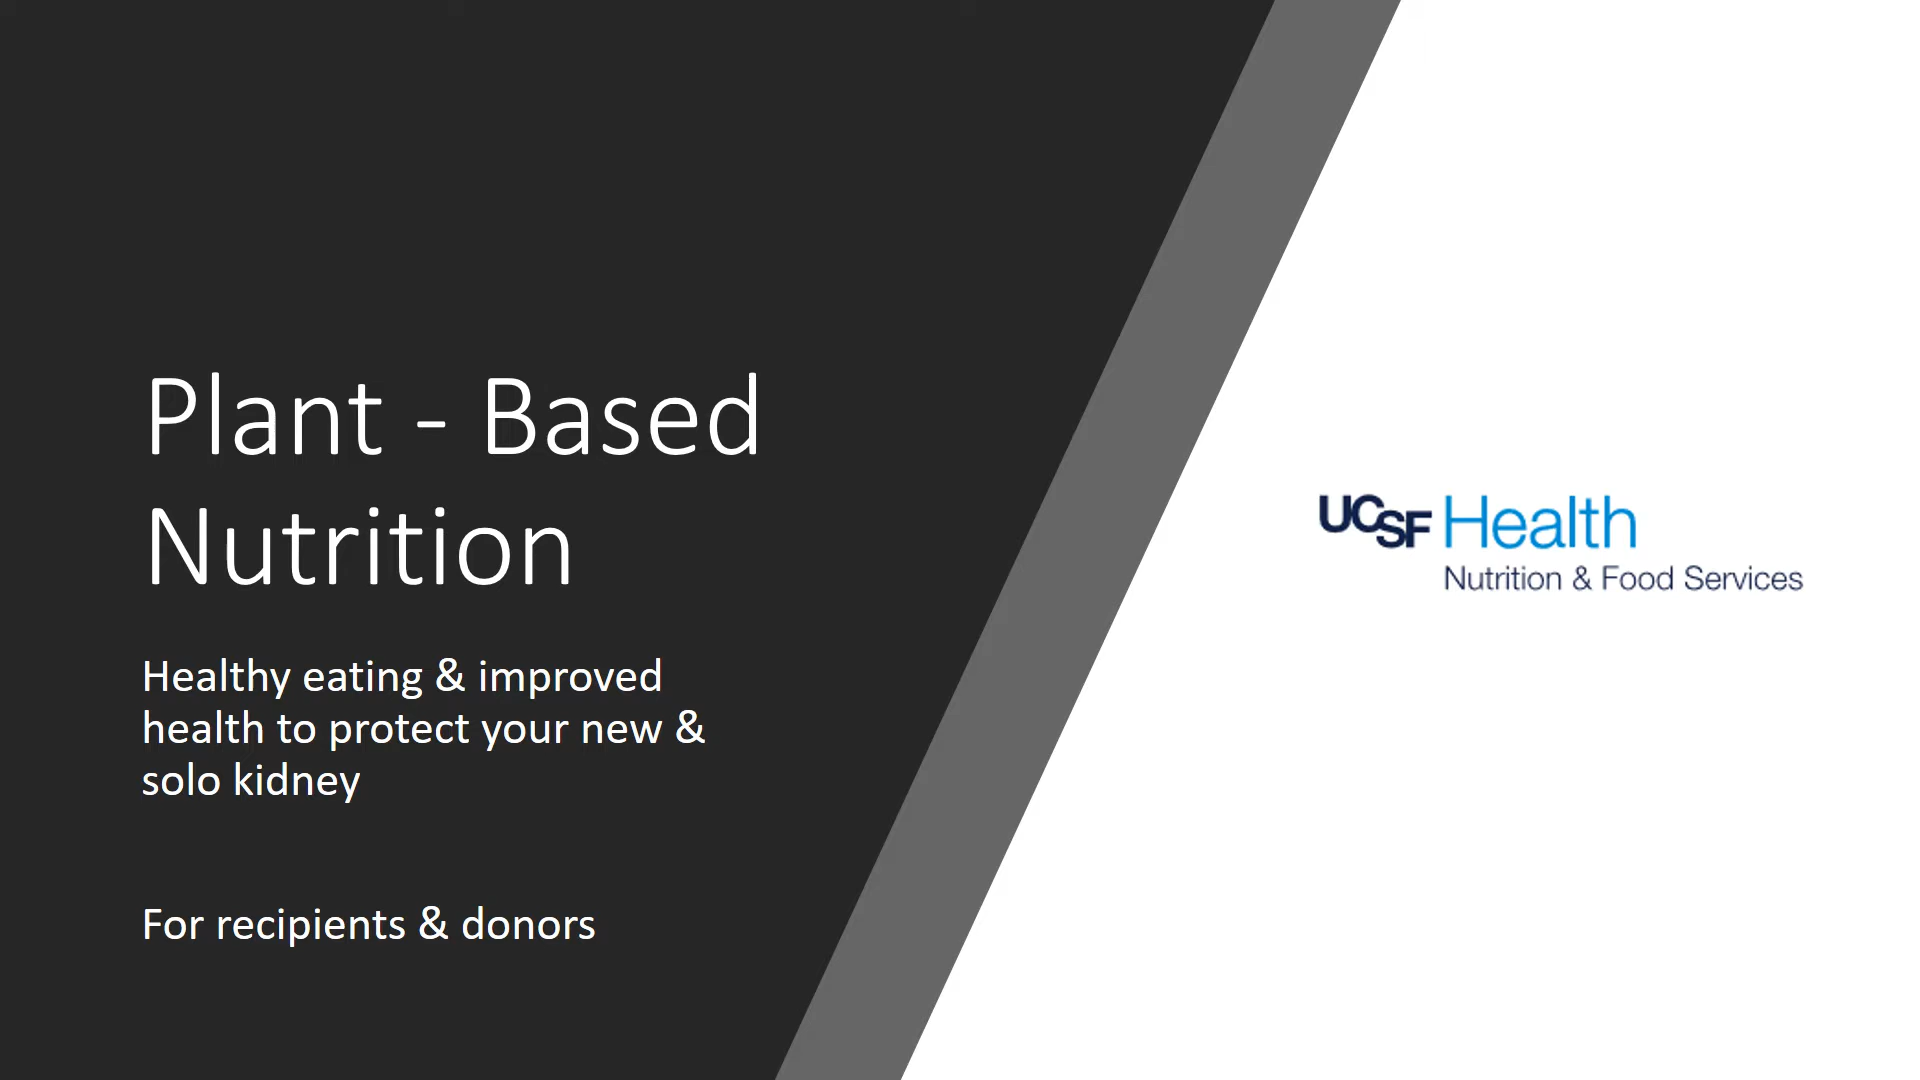 Plant - Based
Nutrition
Healthy eating & improved
health to protect your new &
solo kidney
For recipients & donors
UCSF Health
Nutrition & Food Services